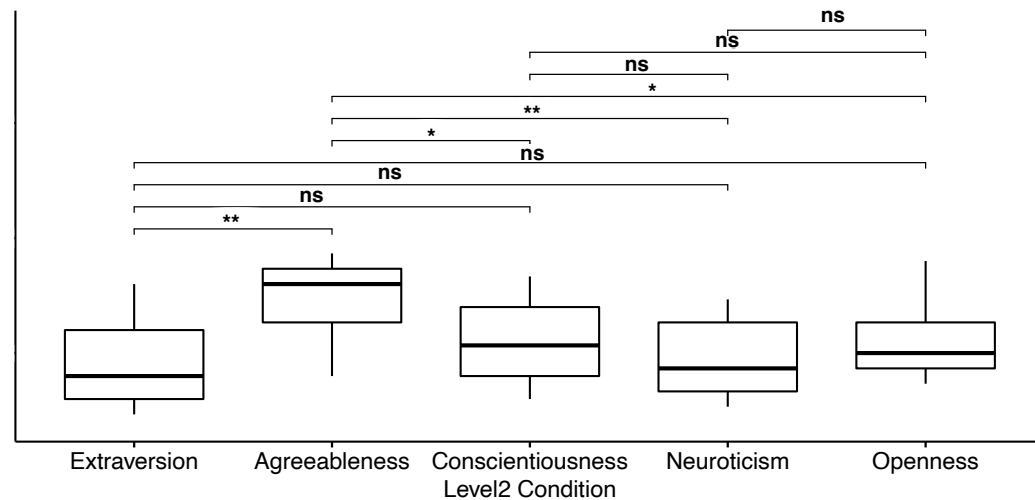 ns
ns
ns
*
**
*
ns
ns
ns
**
Extraversion Agreeableness Conscientiousness Neuroticism Openness
Level2 Condition